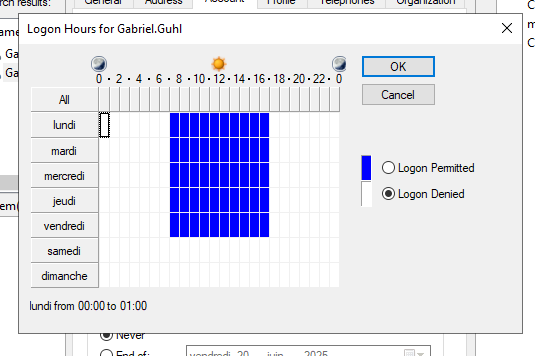 rch results:
General
Address
Account
Profile
Telephones
Organization
Logon Hours for Gabriel.Guhl
0 · 2 · 4 · 6 · 8 · 10 · 12 · 14 · 16 · 18 · 20 · 22 · 0
OK
Cancel
All
lundi
mardi
mercredi
jeudi
vendredi
samedi
dimanche
Logon Permitted
Logon Denied
lundi from 00:00 to 01:00
ame
Ga
Ga
em(
Never
End of:
vendredi 20 juin 2025
C
m
C